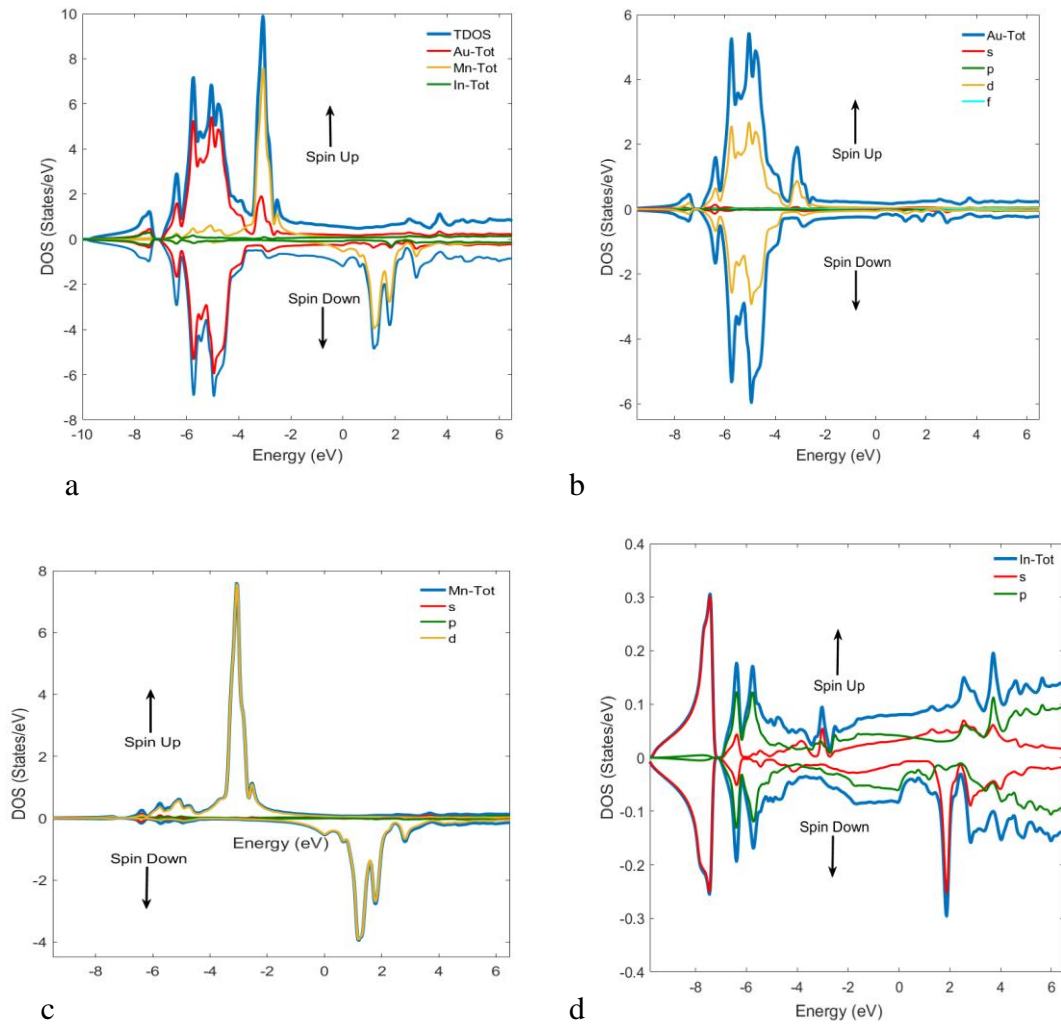 10
8
6
4
2
0
-2
-4
-6
-8
DOS (States/eV)
-10 -8 -6 -4 -2 0 2 4 6
Energy (eV)
TDOS
Au-Tot
Mn-Tot
In-Tot
Spin Up
Spin Down
a
6
4
2
0
-2
-4
-6
DOS (States/eV)
-8 -6 -4 -2 0 2 4 6
Energy (eV)
Au-Tot
s
p
d
f
Spin Up
Spin Down
b
8
6
4
2
0
-2
-4
DOS (States/eV)
-8 -6 -4 -2 0 2 4 6
Energy (eV)
Mn-Tot
s
p
d
Spin Up
Spin Down
c
0.4
0.3
0.2
0.1
0
-0.1
-0.2
-0.3
-0.4
DOS (States/eV)
-8 -6 -4 -2 0 2 4 6
Energy (eV)
In-Tot
s
p
Spin Up
Spin Down
d